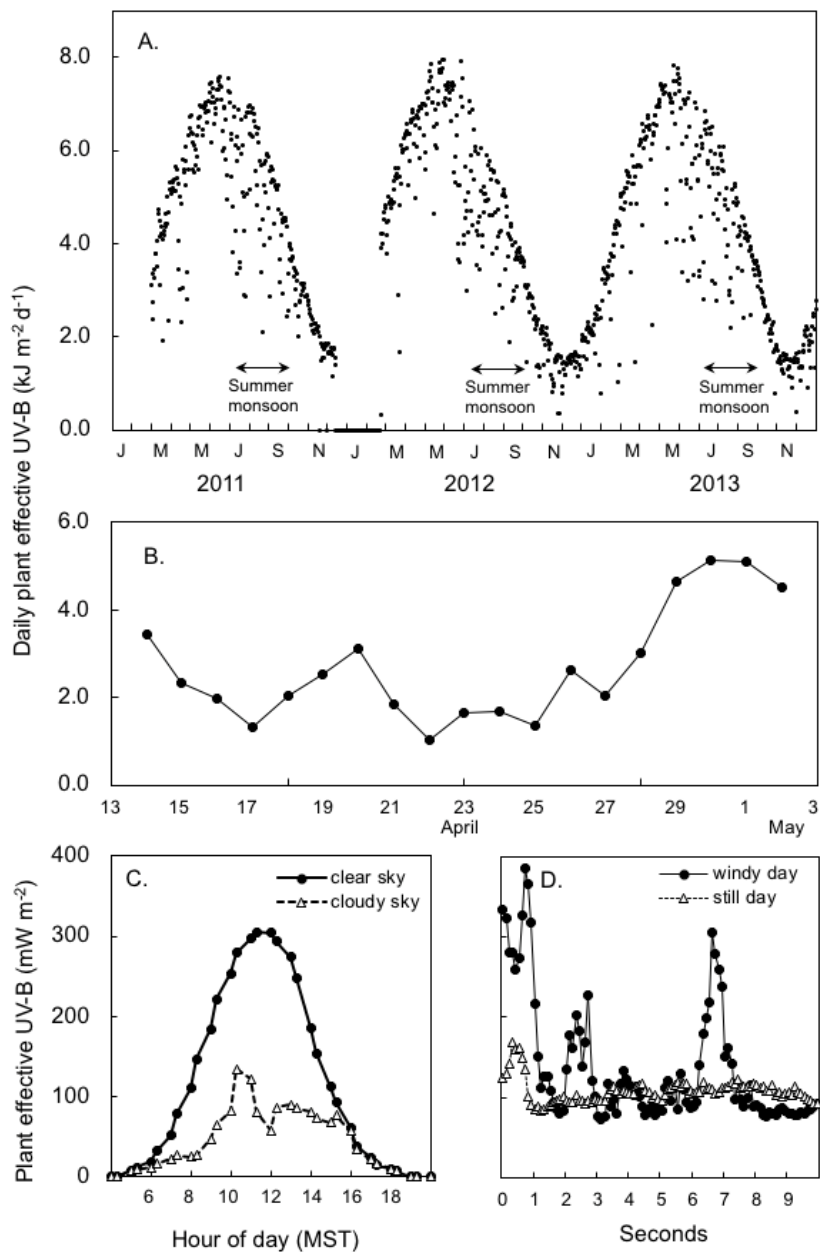 A.
Daily plant effective UV-B (kJ m-2 d-1)
8.0
6.0
4.0
2.0
0.0
Summer
monsoon
Summer
monsoon
Summer
monsoon
J M M J S N J M M J S N J M M J S N
2011 2012 2013
B.
6.0
4.0
2.0
0.0
13 15 17 19 21 23 25 27 29 1 3
April May
C.
clear sky
cloudy sky
Plant effective UV-B (mW m-2)
400
300
200
100
0
6 8 10 12 14 16 18
Hour of day (MST)
D.
windy day
still day
0 1 2 3 4 5 6 7 8 9
Seconds